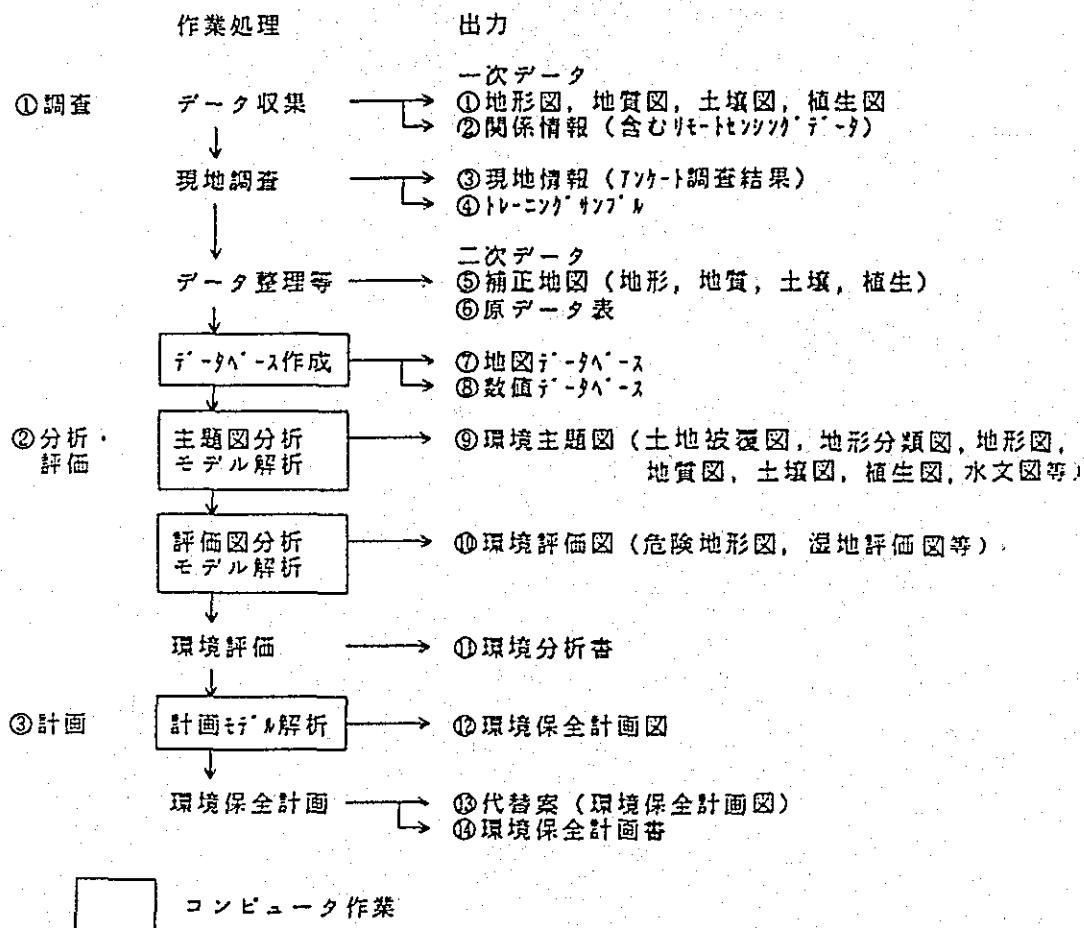 作業処理　出力
一次データ
①調査　データ収集　①地形図，地質図，土壌図，植生図
②関係情報（含むﾘﾓｰﾄｾﾝｼﾝｸﾞﾃﾞｰﾀ）
現地調査　③現地情報（ｱﾝｹｰﾄ調査結果）
④ﾄﾚｰﾆﾝｸﾞｻﾝﾌﾟﾙ
二次データ
データ整理等　⑤補正地図（地形，地質，土壌，植生）
⑥原データ表
ﾃﾞｰﾀﾍﾞｰｽ作成　⑦地図ﾃﾞｰﾀﾍﾞｰｽ
⑧数値ﾃﾞｰﾀﾍﾞｰｽ
②分析・　主題図分析　⑨環境主題図（土地被覆図，地形分類図，地形図，
評価　モデル解析　地質図，土壌図，植生図，水文図等）
評価図分析　⑩環境評価図（危険地形図，湿地評価図等）
モデル解析
環境評価　⑪環境分析書
③計画　計画ﾓﾃﾞﾙ解析　⑫環境保全計画図
環境保全計画　⑬代替案（環境保全計画図）
⑭環境保全計画書
コンピュータ作業